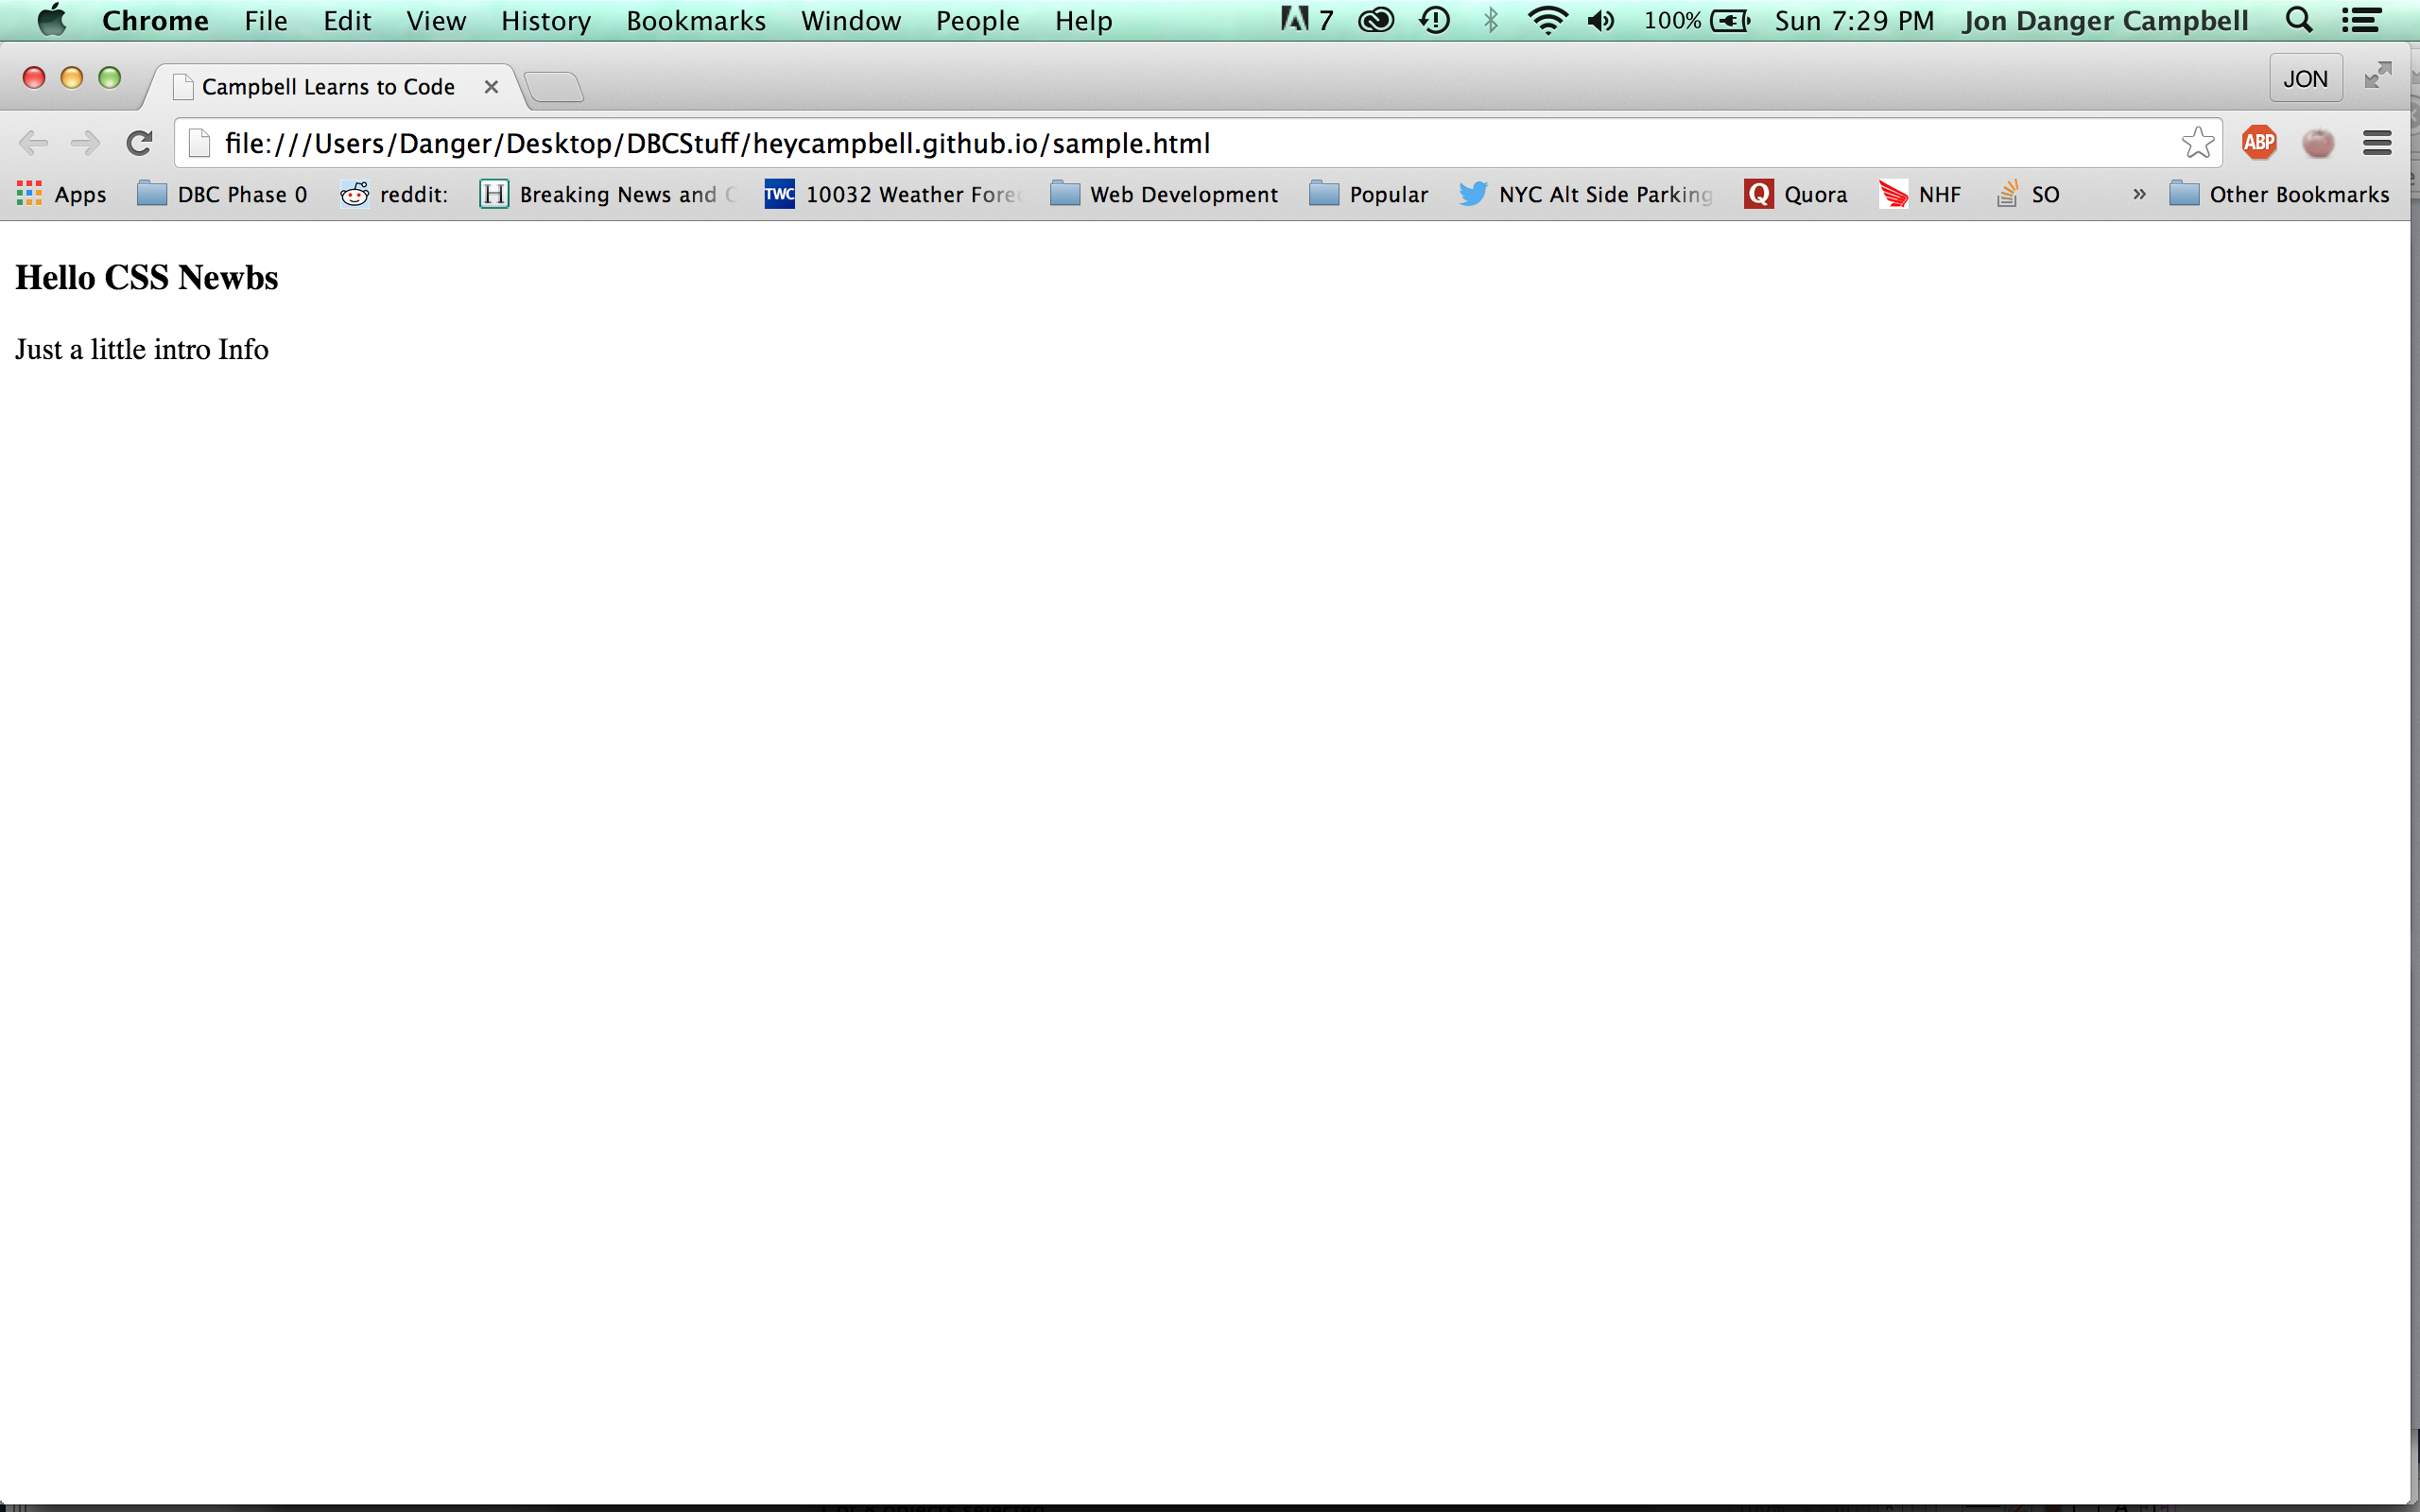 Chrome File Edit View History Bookmarks Window People Help 7 100% Sun 7:29 PM Jon Danger Campbell
Campbell Learns to Code JON
file:///Users/Danger/Desktop/DBCStuff/heycampbell.github.io/sample.html ABP
Apps DBC Phase 0 reddit: H Breaking News and TWC 10032 Weather Web Development Popular NYC Alt Side Parking Q Quora NHF SO » Other Bookmarks
Hello CSS Newbs
Just a little intro Info